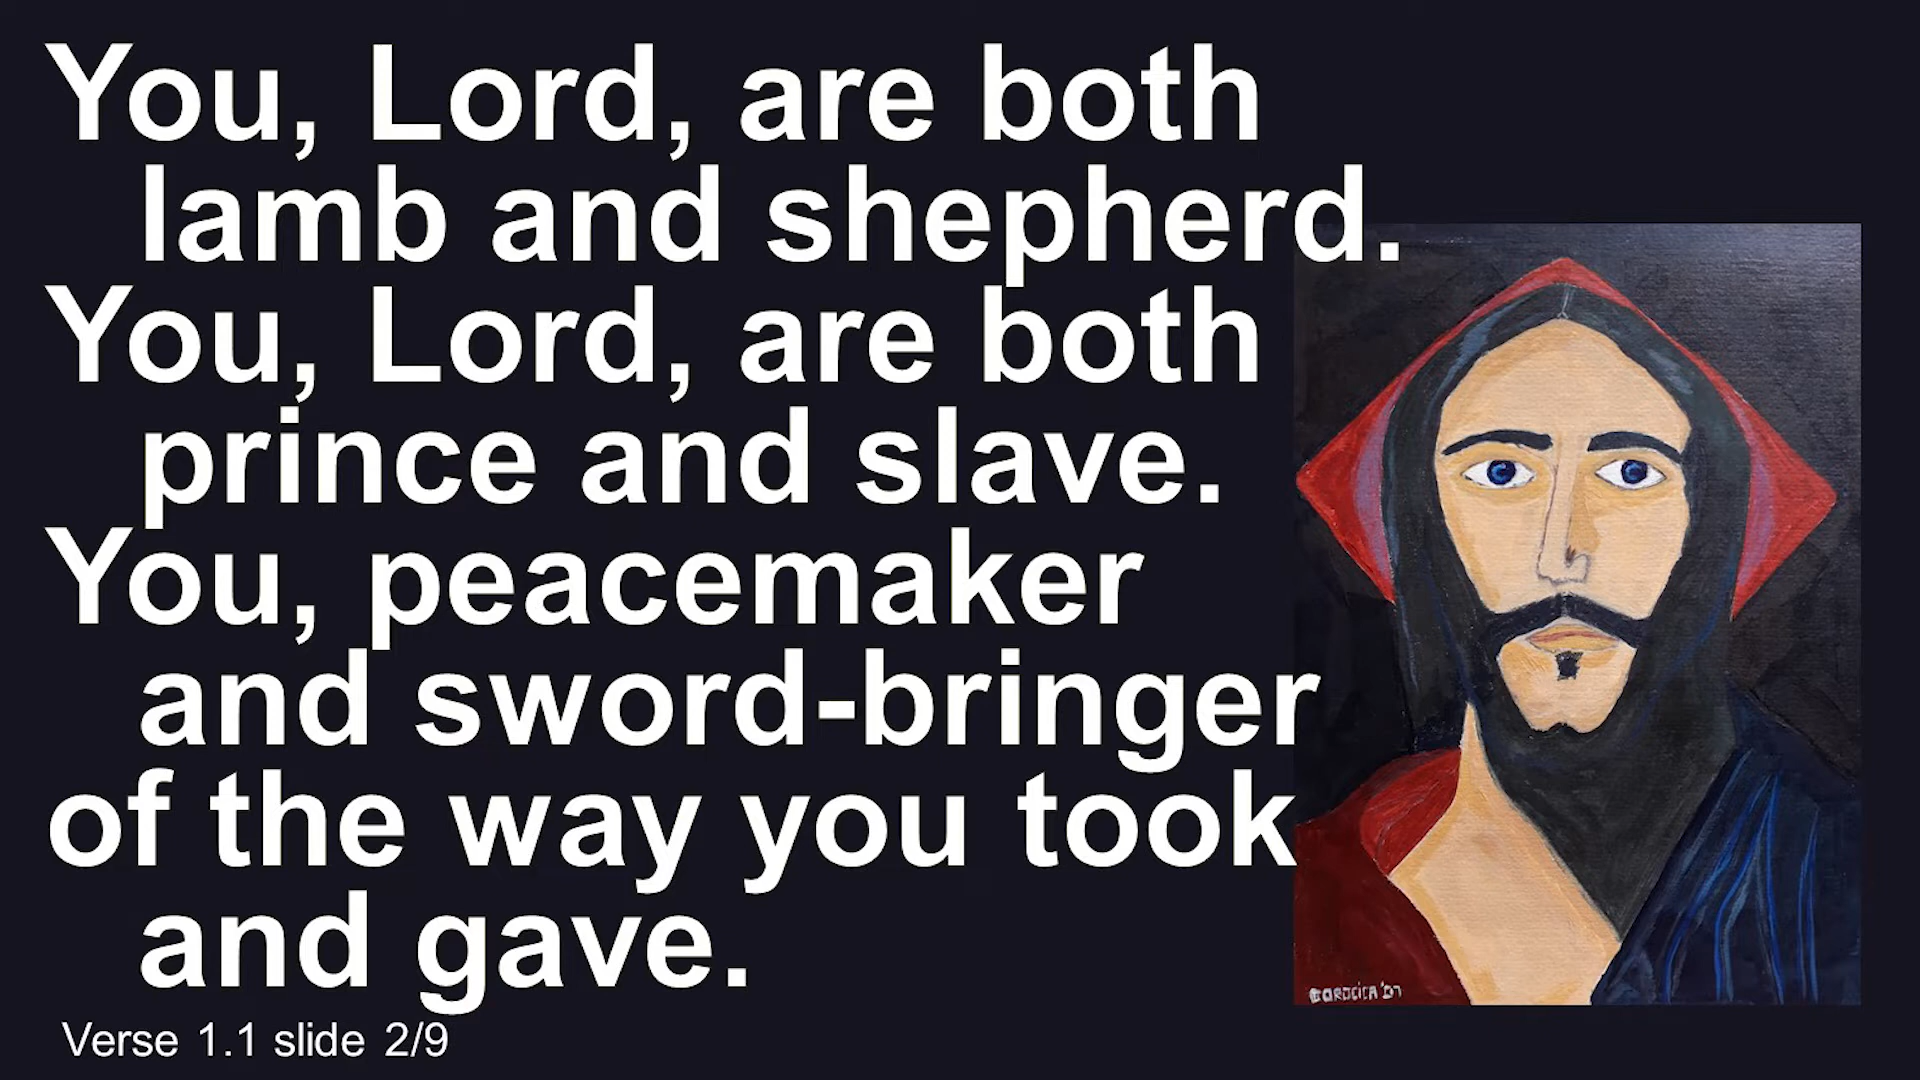 You, Lord, are both
lamb and shepherd.
You, Lord, are both
prince and slave.
You, peacemaker
and sword-bringer
of the way you took
and gave.
Verse 1.1 slide 2/9